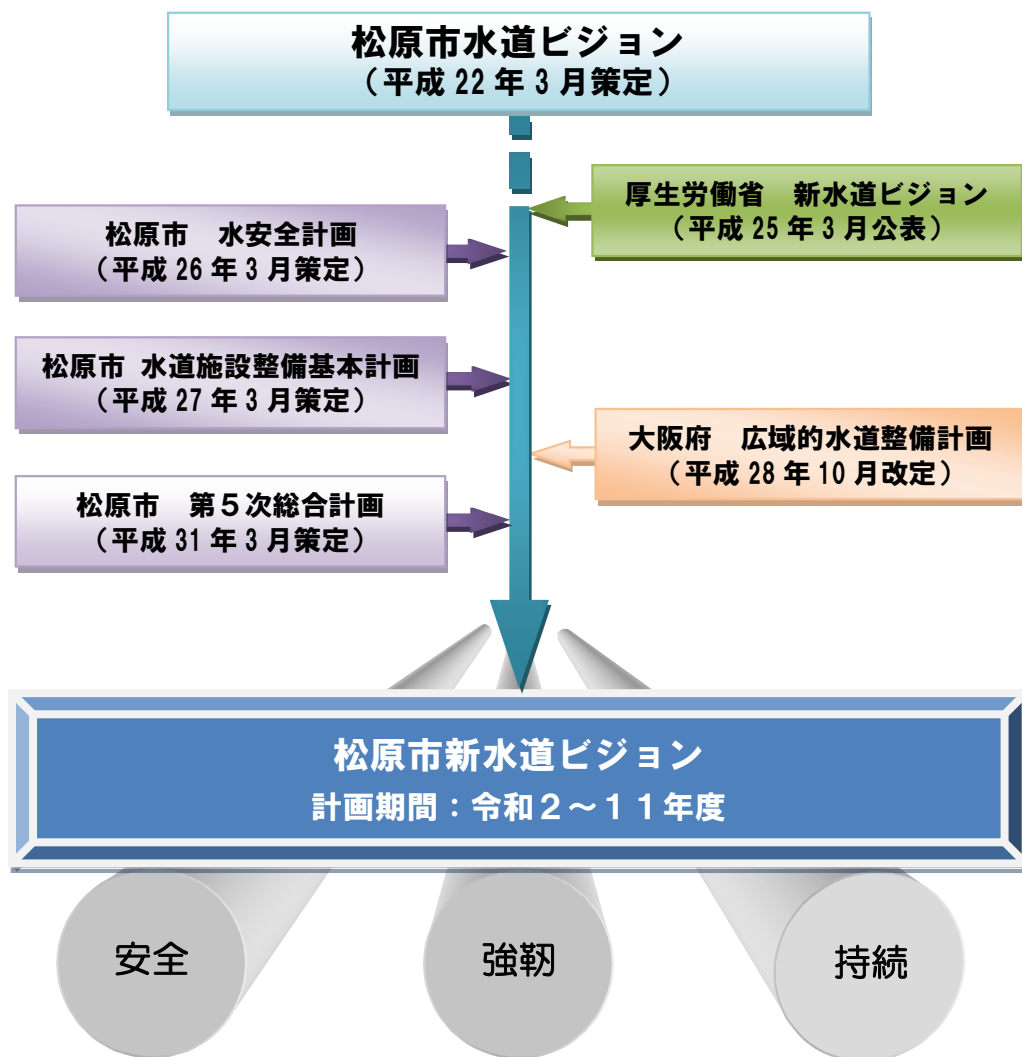 松原市水道ビジョン
（平成 22 年 3 月策定）
厚生労働省　新水道ビジョン
（平成 25 年 3 月公表）
松原市　水安全計画
（平成 26 年 3 月策定）
松原市 水道施設整備基本計画
（平成 27 年 3 月策定）
大阪府　広域的水道整備計画
（平成 28 年 10 月改定）
松原市　第５次総合計画
（平成 31 年 3 月策定）
松原市新水道ビジョン
計画期間：令和２～１１年度
安全
強靭
持続